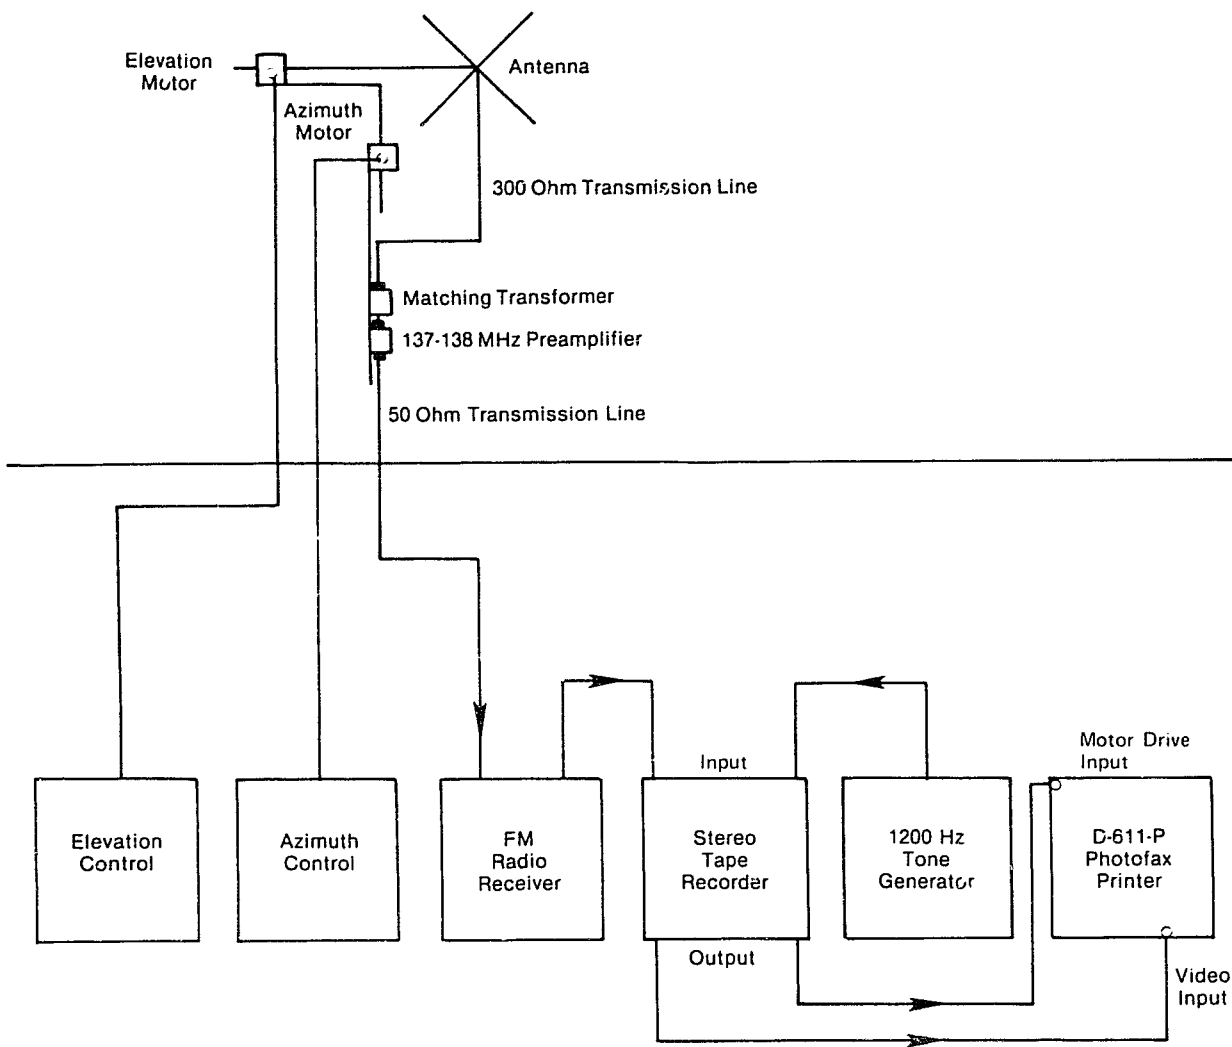 Elevation
Motor
Antenna
Azimuth
Motor
300 Ohm Transmission Line
Matching Transformer
137-138 MHz Preamplifier
50 Ohm Transmission Line
Motor Drive
Input
Input
Elevation
Control
Azimuth
Control
FM
Radio
Receiver
Stereo
Tape
Recorder
1200 Hz
Tone
Generator
D-611-P
Photofax
Printer
Output
Video
Input